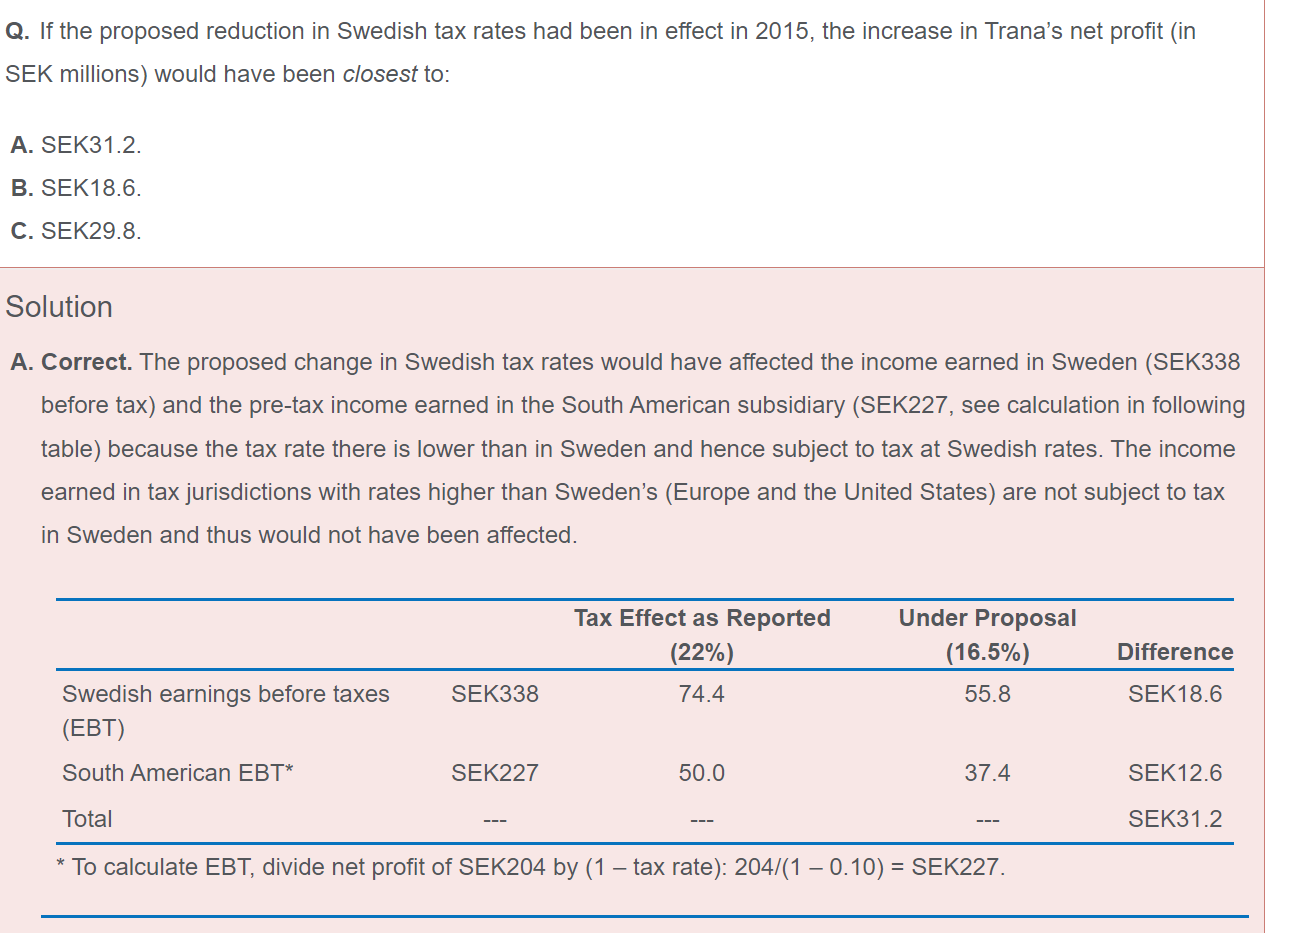 Q. If the proposed reduction in Swedish tax rates had been in effect in 2015, the increase in Trana’s net profit (in
SEK millions) would have been closest to:
A. SEK31.2.
B. SEK18.6.
C. SEK29.8.
Solution
A. Correct. The proposed change in Swedish tax rates would have affected the income earned in Sweden (SEK338
before tax) and the pre-tax income earned in the South American subsidiary (SEK227, see calculation in following
table) because the tax rate there is lower than in Sweden and hence subject to tax at Swedish rates. The income
earned in tax jurisdictions with rates higher than Sweden’s (Europe and the United States) are not subject to tax
in Sweden and thus would not have been affected.
Tax Effect as Reported Under Proposal
(22%) (16.5%) Difference
Swedish earnings before taxes SEK338 74.4 55.8 SEK18.6
(EBT)
South American EBT* SEK227 50.0 37.4 SEK12.6
Total --- --- --- SEK31.2
* To calculate EBT, divide net profit of SEK204 by (1 – tax rate): 204/(1 – 0.10) = SEK227.